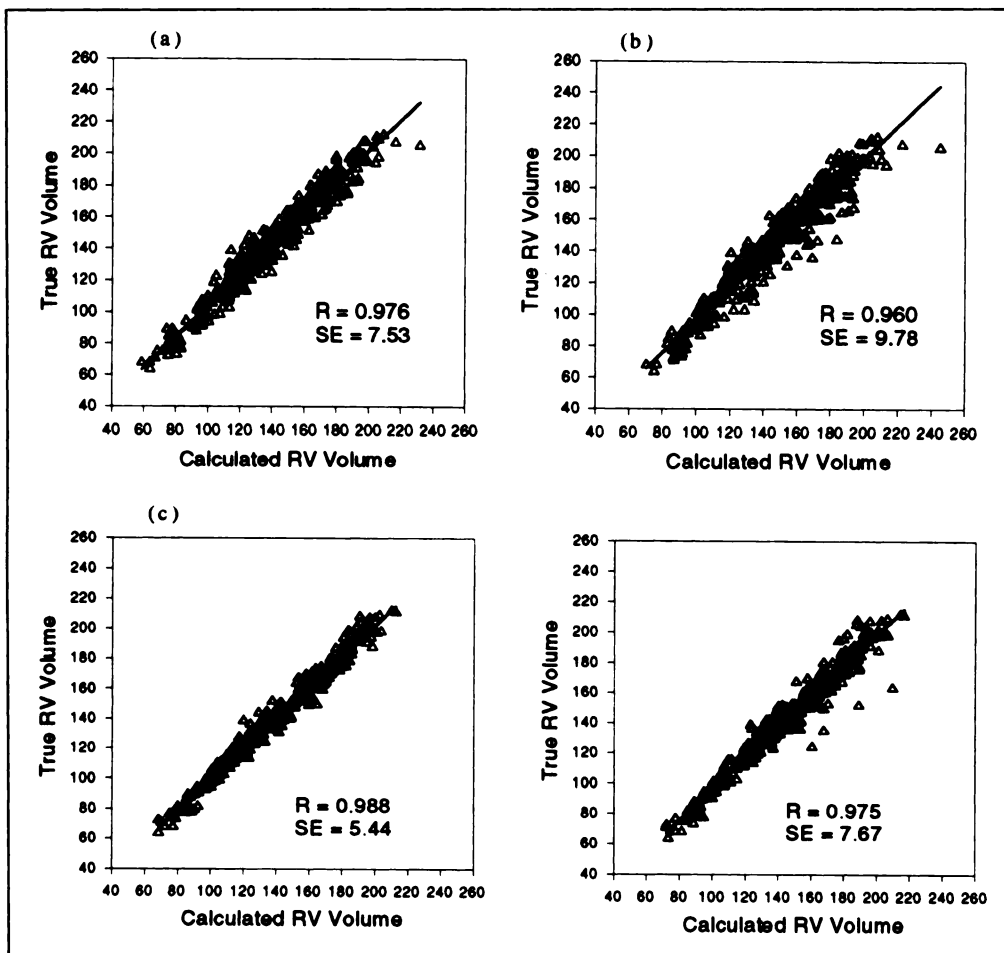 (a)
260
240
220
200
180
160
140
120
100
80
60
40
True RV Volume
R = 0.976
SE = 7.53
40 60 80 100 120 140 160 180 200 220 240 260
Calculated RV Volume
(b)
260
240
220
200
180
160
140
120
100
80
60
40
True RV Volume
R = 0.960
SE = 9.78
40 60 80 100 120 140 160 180 200 220 240 260
Calculated RV Volume
(c)
260
240
220
200
180
160
140
120
100
80
60
40
True RV Volume
R = 0.988
SE = 5.44
40 60 80 100 120 140 160 180 200 220 240 260
Calculated RV Volume
260
240
220
200
180
160
140
120
100
80
60
40
True RV Volume
R = 0.975
SE = 7.67
40 60 80 100 120 140 160 180 200 220 240 260
Calculated RV Volume